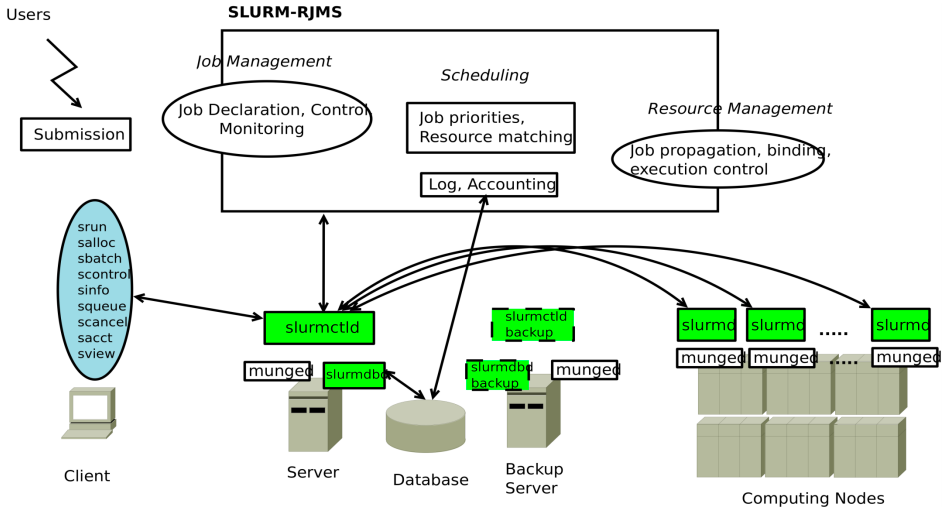 Users
SLURM-RJMS
Job Management
Scheduling
Resource Management
Submission
Job Declaration, Control
Monitoring
Job priorities,
Resource matching
Job propagation, binding,
execution control
Log, Accounting
srun
salloc
sbatch
scontrol
sinfo
squeue
scancel
sacct
sview
slurmctld
slurmctld
backup
slurmd
slurmd
.....
slurmd
munged
slurmdbd
slurmdbd
backup
munged
munged
munged
.....
munged
Client
Server
Database
Backup
Server
Computing Nodes